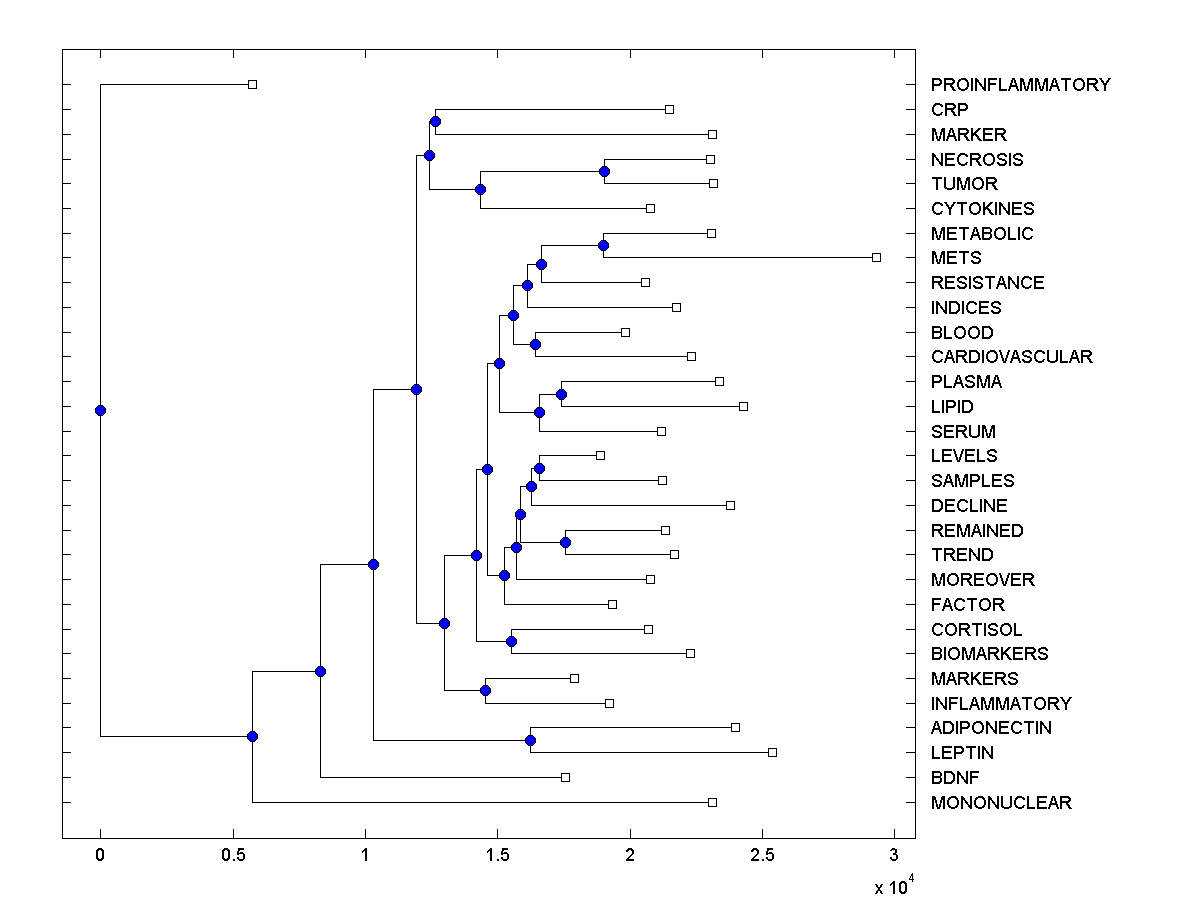 PROINFLAMMATORY
CRP
MARKER
NECROSIS
TUMOR
CYTOKINES
METABOLIC
METS
RESISTANCE
INDICES
BLOOD
CARDIOVASCULAR
PLASMA
LIPID
SERUM
LEVELS
SAMPLES
DECLINE
REMAINED
TREND
MOREOVER
FACTOR
CORTISOL
BIOMARKERS
MARKERS
INFLAMMATORY
ADIPONECTIN
LEPTIN
BDNF
MONONUCLEAR
0 0.5 1 1.5 2 2.5 3
x 10^4